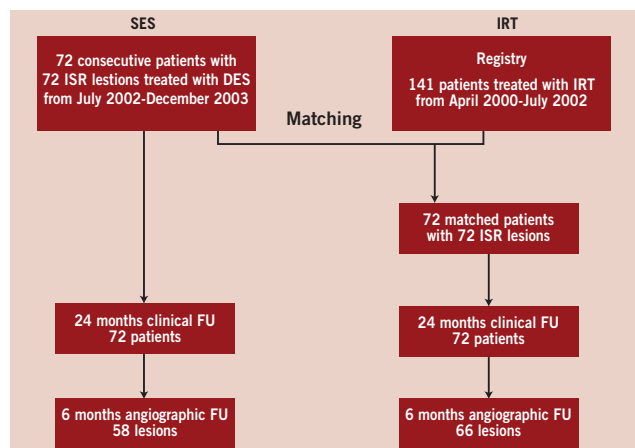 SES
IRT
72 consecutive patients with
72 ISR lestions treated with DES
from July 2002-December 2003
Registry
141 patients treated with IRT
from April 2000-July 2002
Matching
72 matched patients
with 72 ISR lesions
24 months clinical FU
72 patients
24 months clinical FU
72 patients
6 months angiographic FU
58 lesions
6 months angiographic FU
66 lesions